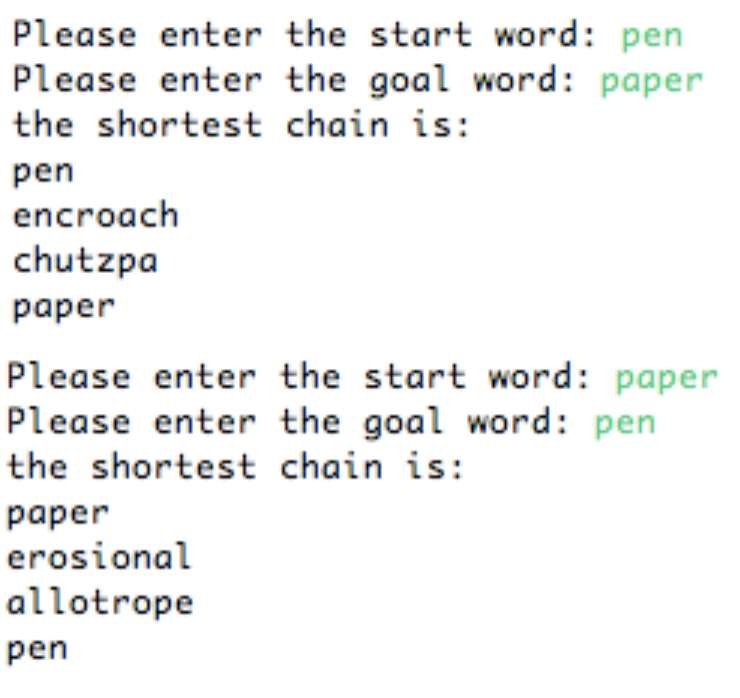 Please enter the start word: pen
Please enter the goal word: paper
the shortest chain is:
pen
encroach
chutzpa
paper
Please enter the start word: paper
Please enter the goal word: pen
the shortest chain is:
paper
erosional
allotrope
pen